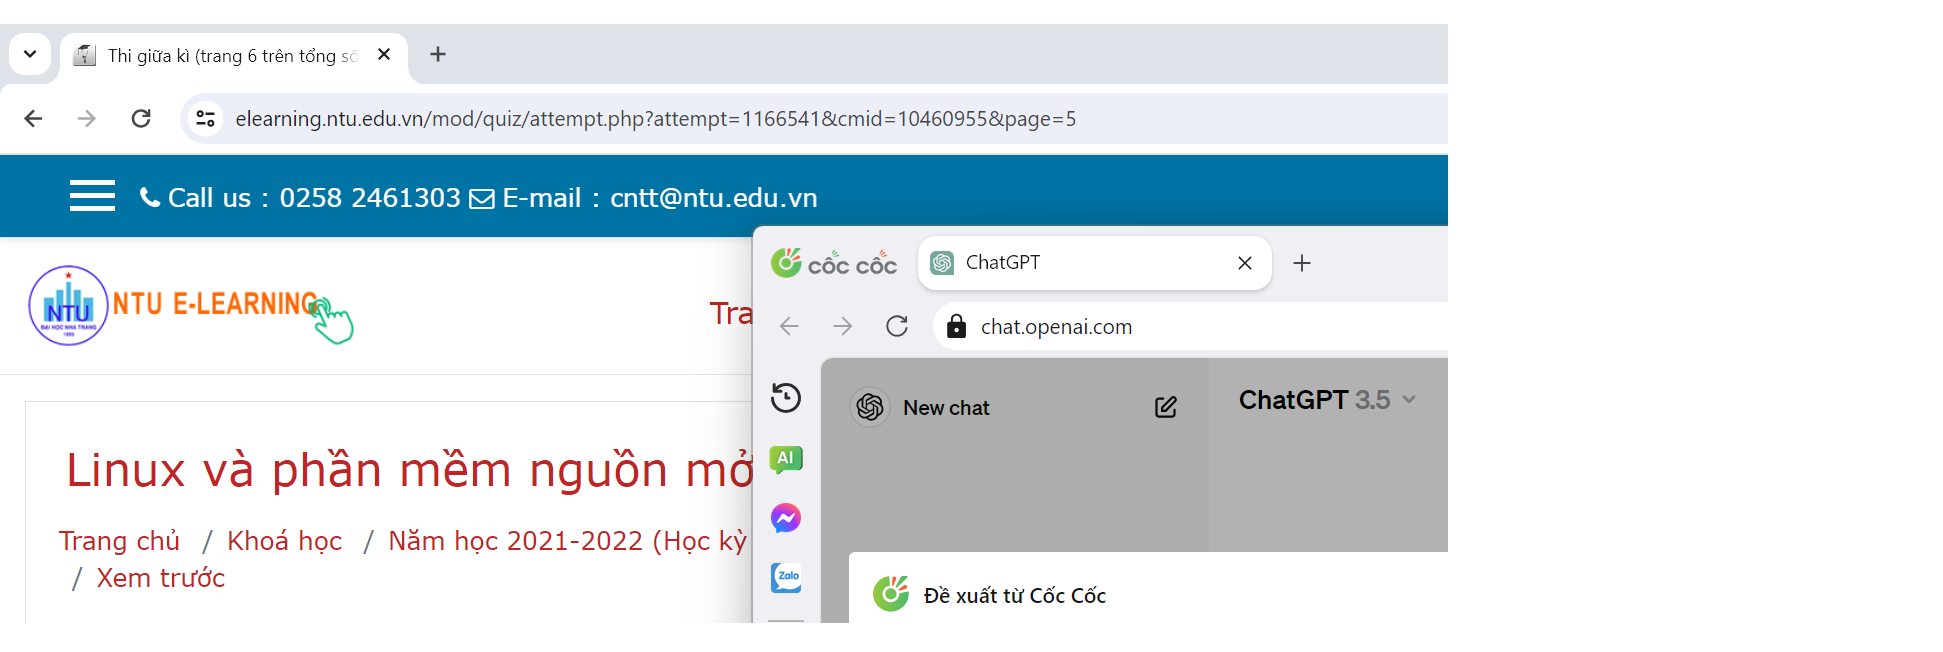 Thi giữa kì (trang 6 trên tổng số
elearning.ntu.edu.vn/mod/quiz/attempt.php?attempt=1166541&cmid=10460955&page=5
Call us : 0258 2461303 E-mail : cntt@ntu.edu.vn
NTU
ĐẠI HỌC NHA TRANG
1959
NTU E-LEARNING
Tra
Linux và phần mềm nguồn mở
Trang chủ / Khoá học / Năm học 2021-2022 (Học kỳ
/ Xem trước
cốc cốc
ChatGPT
chat.openai.com
New chat
ChatGPT 3.5
AI
Zalo
Đề xuất từ Cốc Cốc